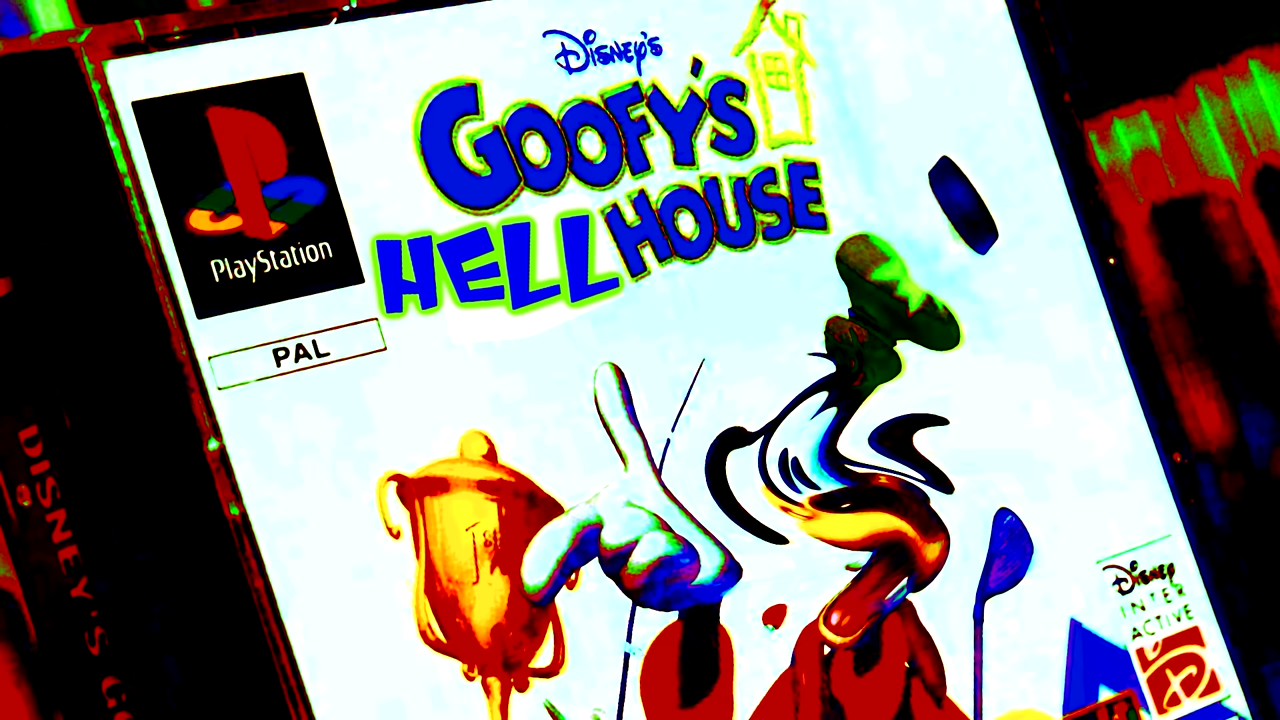 DISNEY'S
GOOFY'S
HELL HOUSE
PlayStation
PAL
DISNEY'S
DISNEY
INTER
ACTIVE